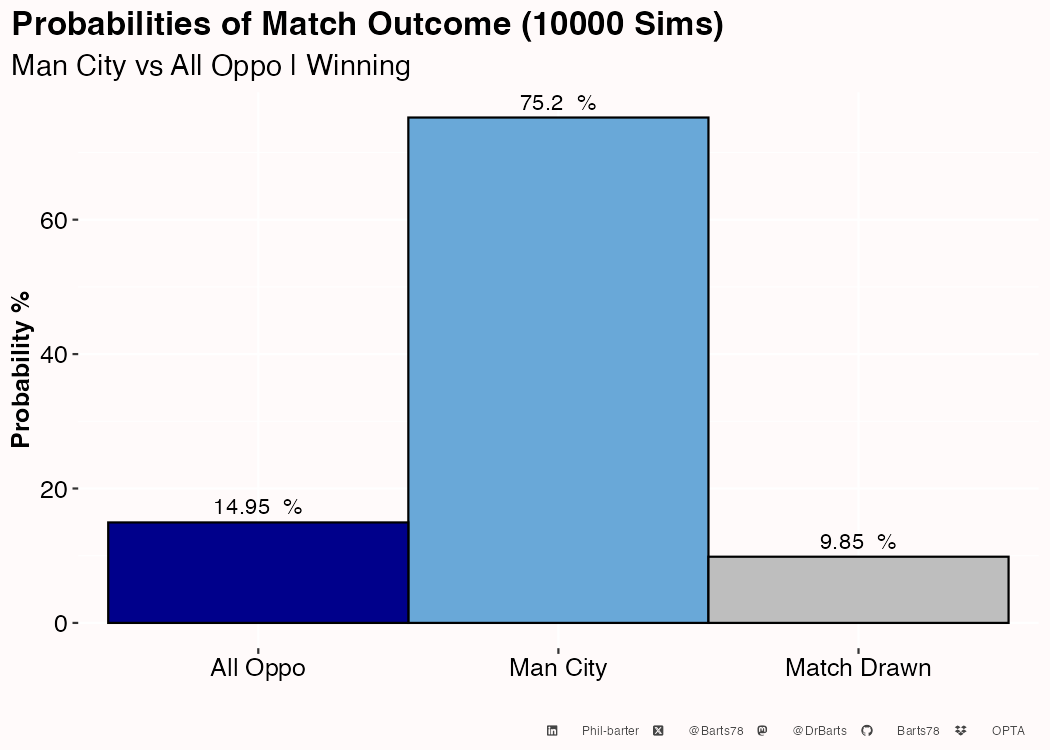 Probabilities of Match Outcome (10000 Sims)
Man City vs All Oppo | Winning
75.2 %
60
40
Probability %
20
14.95 %
9.85 %
0
All Oppo Man City Match Drawn
Phil-barter @Barts78 @DrBarts Barts78 OPTA